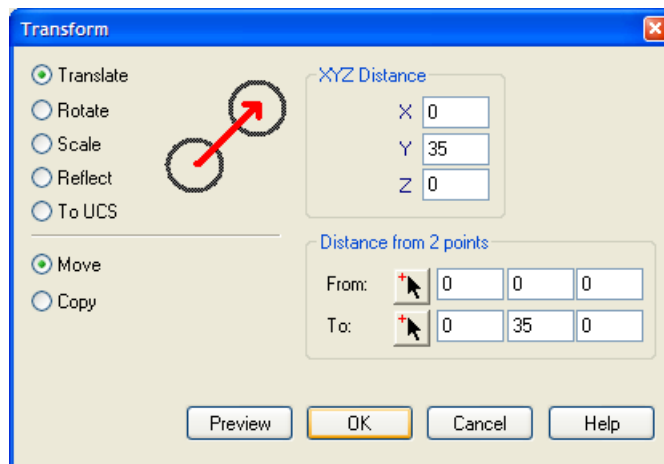 Transform
Translate
Rotate
Scale
Reflect
To UCS
Move
Copy
XYZ Distance
X 0
Y 35
Z 0
Distance from 2 points
From: 0 0 0
To: 0 35 0
Preview OK Cancel Help